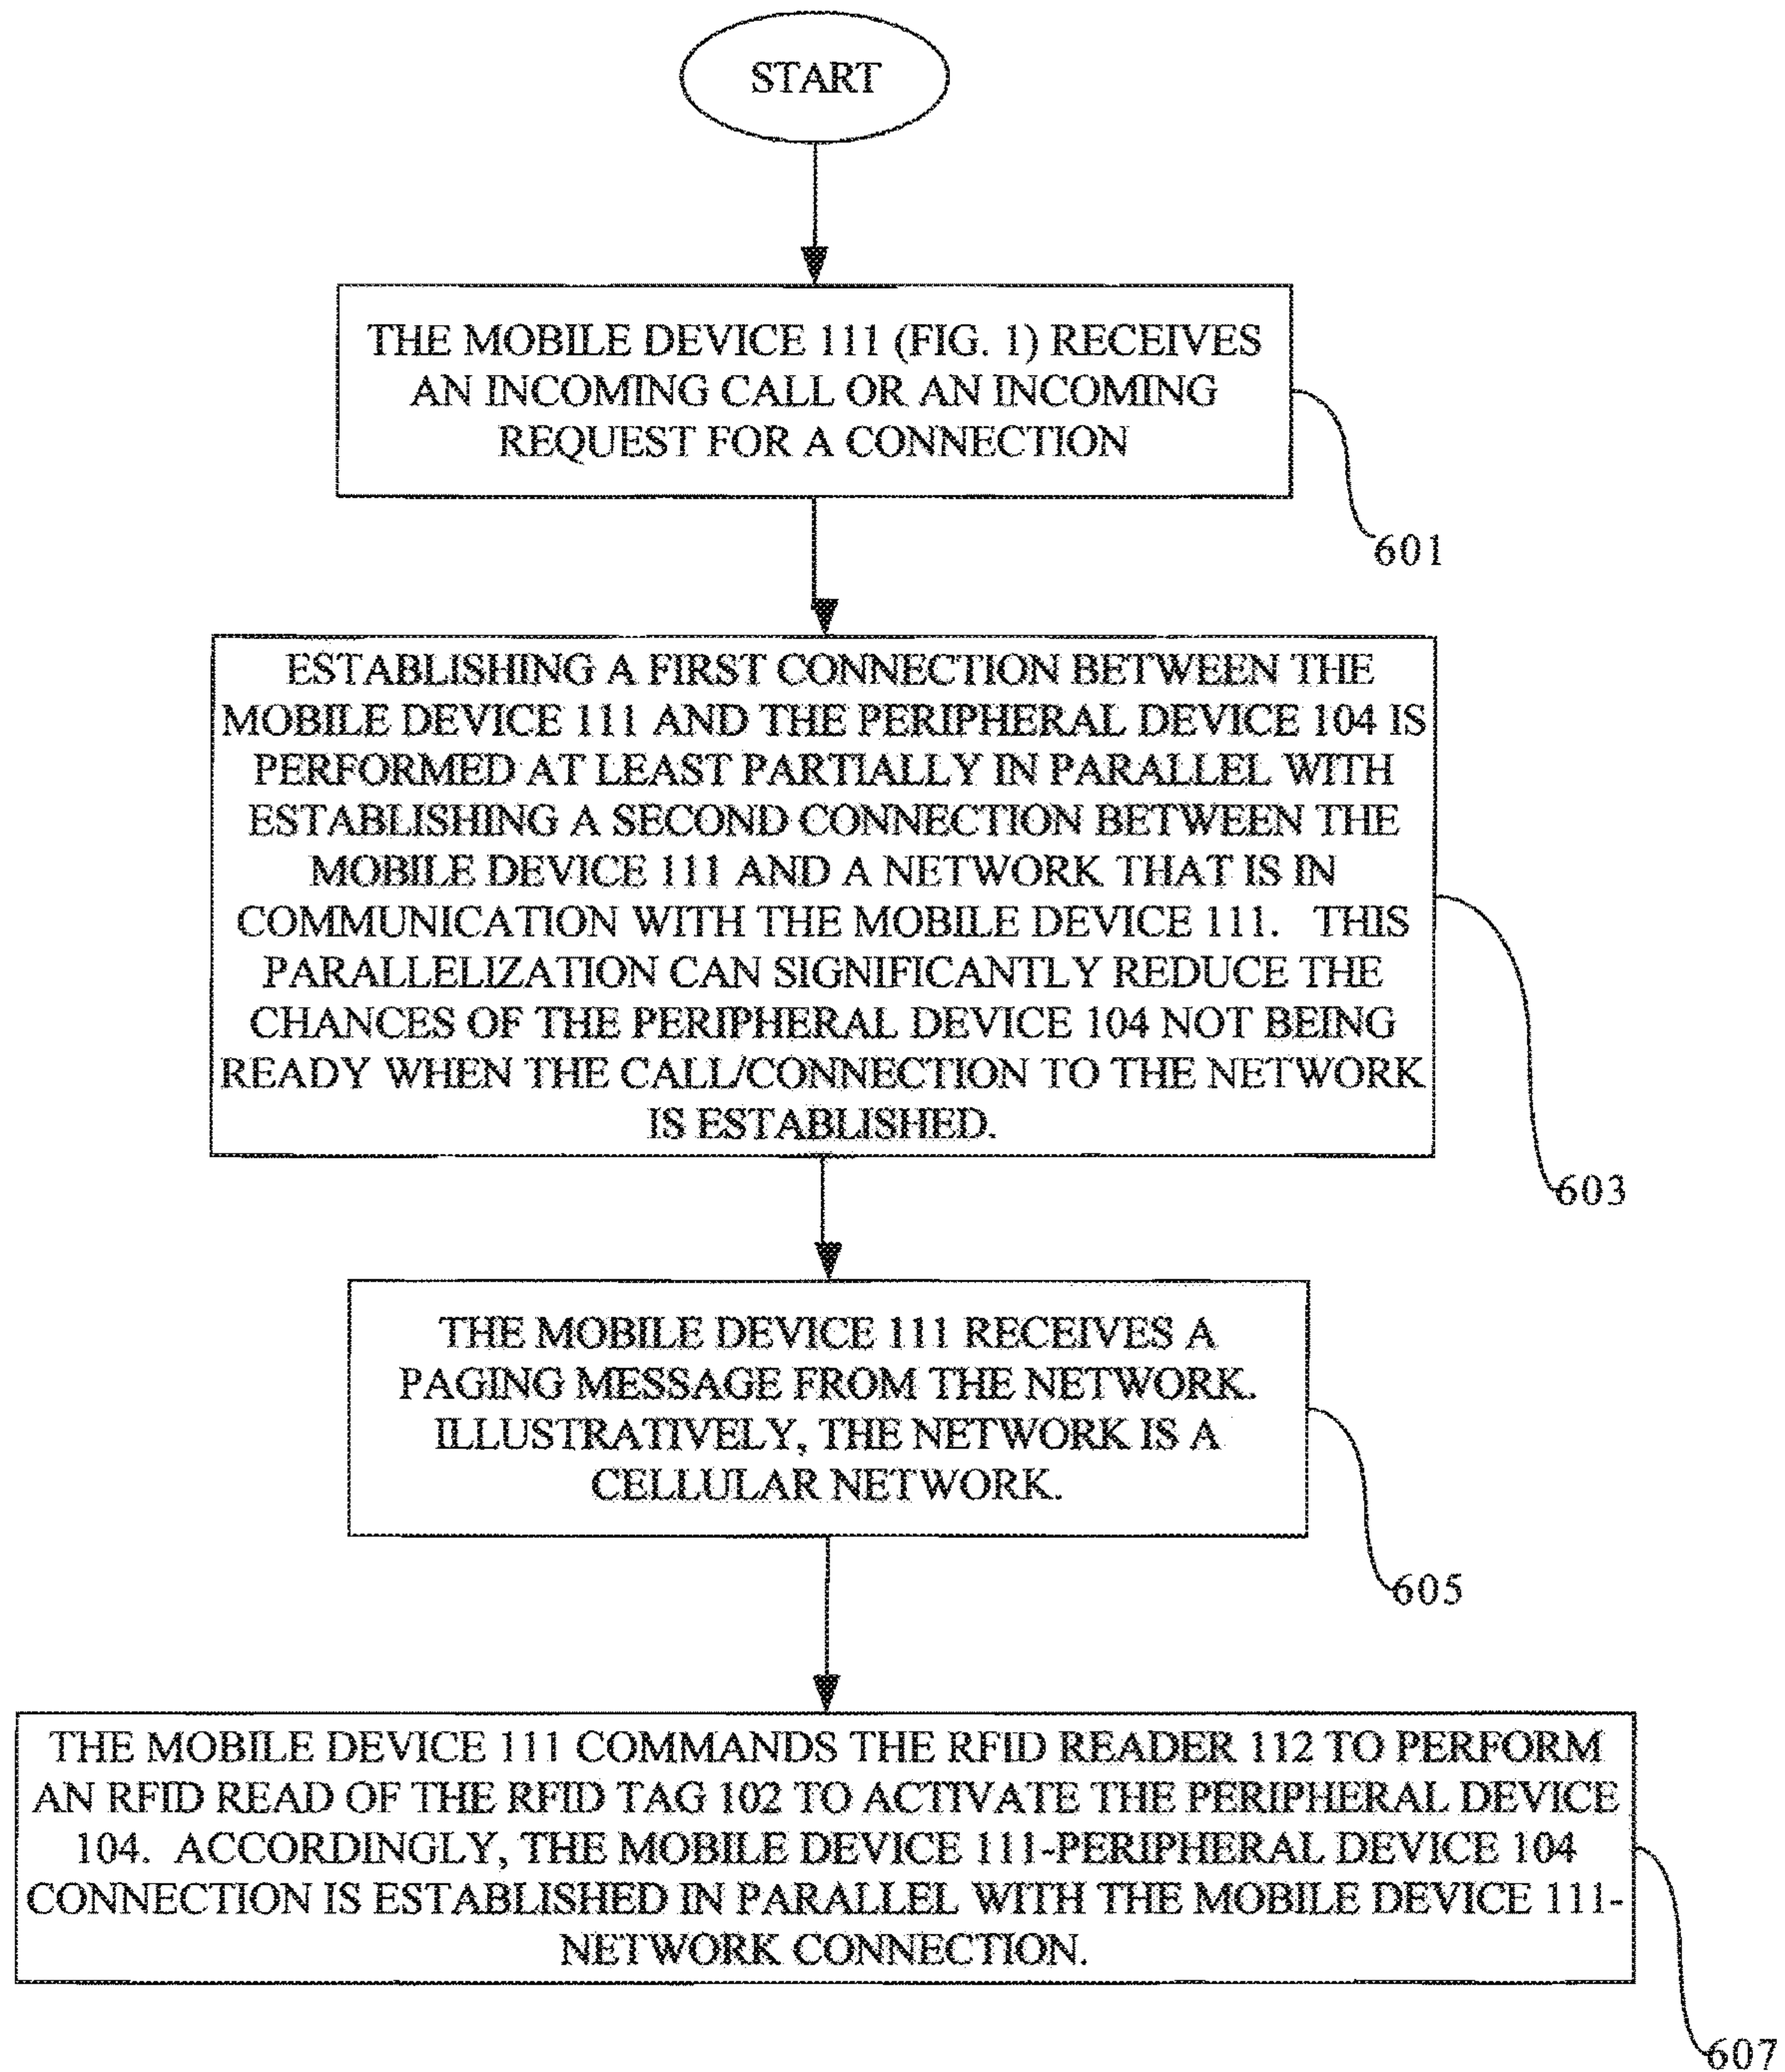 START
THE MOBILE DEVICE 111 (FIG. 1) RECEIVES
AN INCOMING CALL OR AN INCOMING
REQUEST FOR A CONNECTION
601
ESTABLISHING A FIRST CONNECTION BETWEEN THE
MOBILE DEVICE 111 AND THE PERIPHERAL DEVICE 104 IS
PERFORMED AT LEAST PARTIALLY IN PARALLEL WITH
ESTABLISHING A SECOND CONNECTION BETWEEN THE
MOBILE DEVICE 111 AND A NETWORK THAT IS IN
COMMUNICATION WITH THE MOBILE DEVICE 111. THIS
PARALLELIZATION CAN SIGNIFICANTLY REDUCE THE
CHANCES OF THE PERIPHERAL DEVICE 104 NOT BEING
READY WHEN THE CALL/CONNECTION TO THE NETWORK
IS ESTABLISHED.
603
THE MOBILE DEVICE 111 RECEIVES A
PAGING MESSAGE FROM THE NETWORK.
ILLUSTRATIVELY, THE NETWORK IS A
CELLULAR NETWORK.
605
THE MOBILE DEVICE 111 COMMANDS THE RFID READER 112 TO PERFORM
AN RFID READ OF THE RFID TAG 102 TO ACTIVATE THE PERIPHERAL DEVICE
104. ACCORDINGLY, THE MOBILE DEVICE 111-PERIPHERAL DEVICE 104
CONNECTION IS ESTABLISHED IN PARALLEL WITH THE MOBILE DEVICE 111-
NETWORK CONNECTION.
607